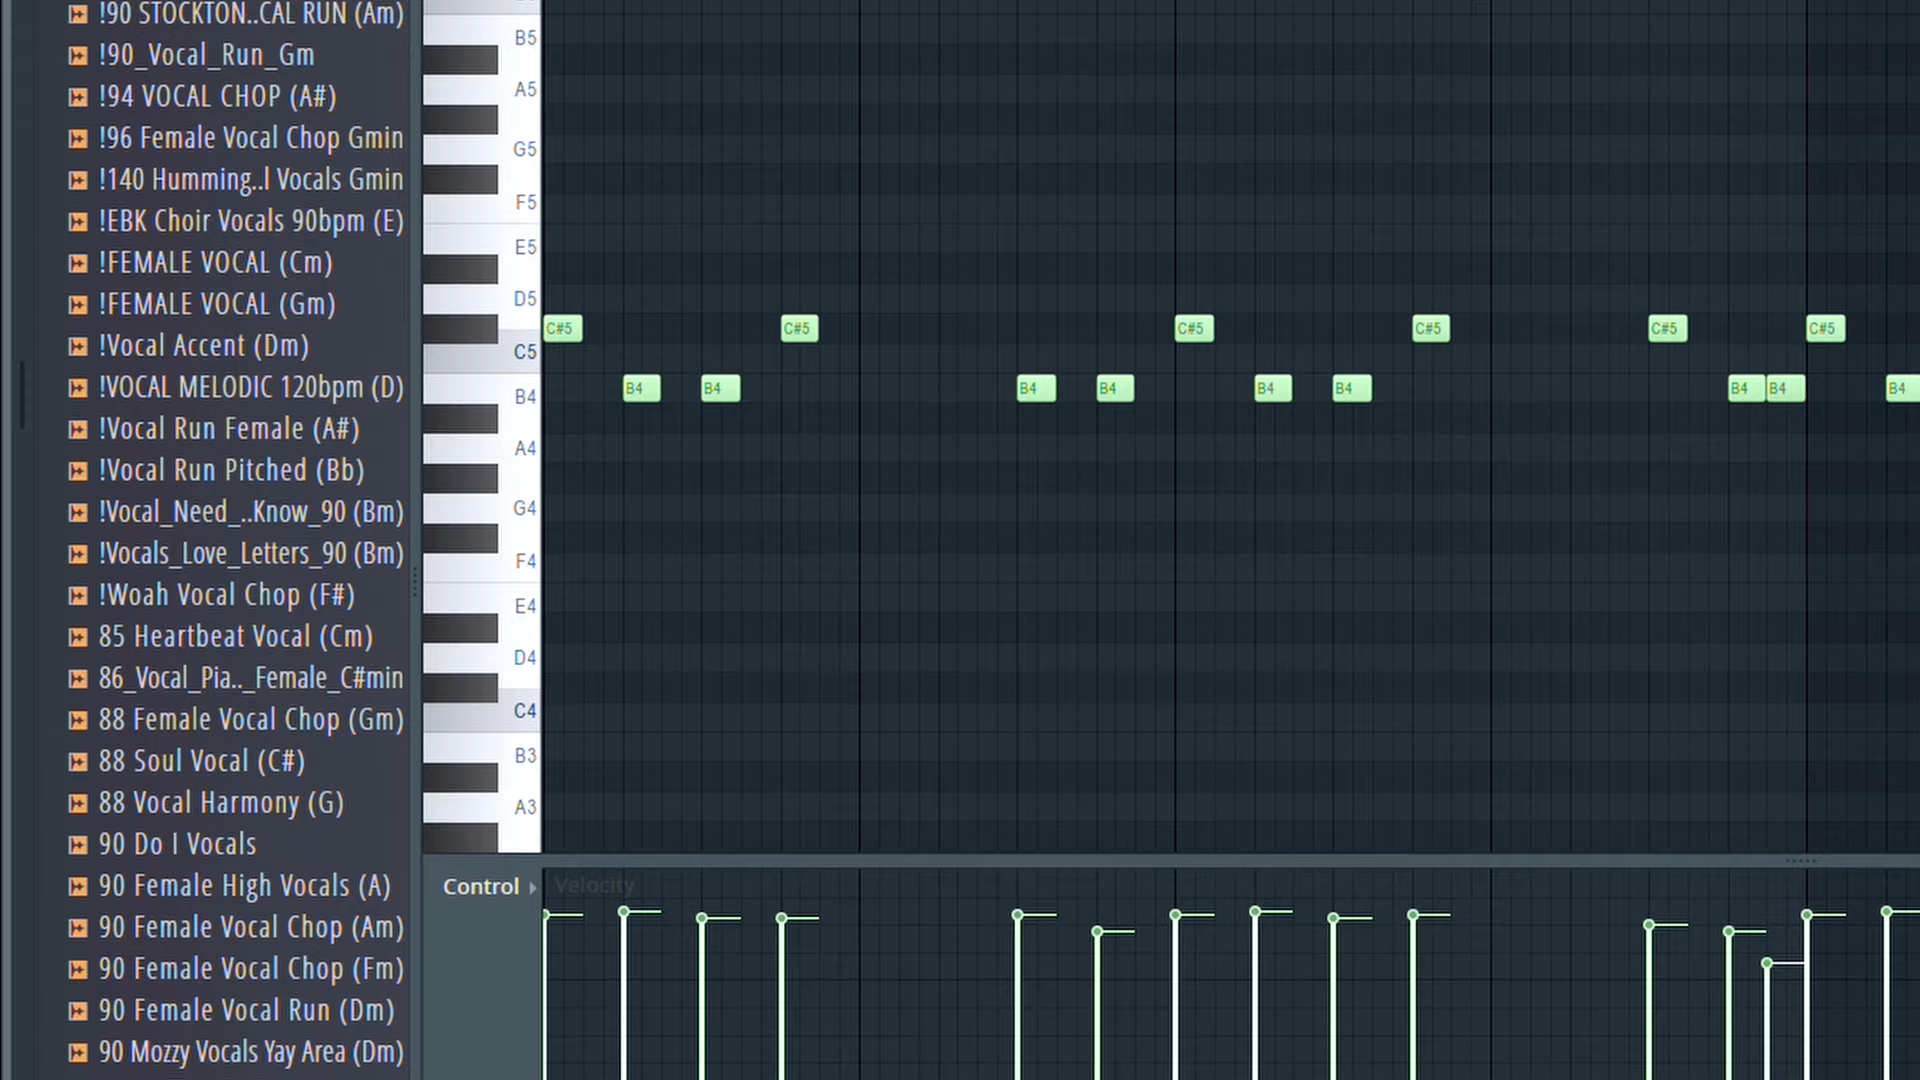 !90 STOCKTON..CAL RUN (Am)
!90_Vocal_Run_Gm
!94 VOCAL CHOP (A#)
!96 Female Vocal Chop Gmin
!140 Humming..l Vocals Gmin
!EBK Choir Vocals 90bpm (E)
!FEMALE VOCAL (Cm)
!FEMALE VOCAL (Gm)
!Vocal Accent (Dm)
!VOCAL MELODIC 120bpm (D)
!Vocal Run Female (A#)
!Vocal Run Pitched (Bb)
!Vocal_Need_..Know_90 (Bm)
!Vocals_Love_Letters_90 (Bm)
!Woah Vocal Chop (F#)
85 Heartbeat Vocal (Cm)
86_Vocal_Pia.._Female_C#min
88 Female Vocal Chop (Gm)
88 Soul Vocal (C#)
88 Vocal Harmony (G)
90 Do I Vocals
90 Female High Vocals (A)
90 Female Vocal Chop (Am)
90 Female Vocal Chop (Fm)
90 Female Vocal Run (Dm)
90 Mozzy Vocals Yay Area (Dm)
B5
A5
G5
F5
E5
D5
C5
B4
A4
G4
F4
E4
D4
C4
B3
A3
C#5 C#5 C#5 C#5 C#5 C#5
B4 B4 B4 B4 B4 B4 B4 B4 B4
Control Velocity